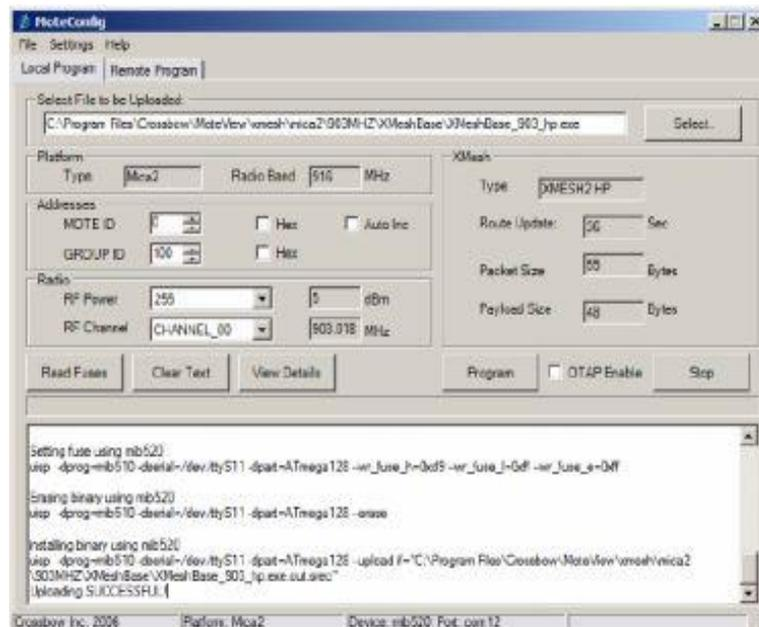 MoteConfig
File Settings Help
Local Program Remote Program
Select File to be Uploaded:
C:\Program Files\Crossbow\MoteView\xmesh\mica2\903MHZ\XMeshBase\XMeshBase_903_hp.exe Select..
Platform
Type Mica2 Radio Band 916 MHz
XMesh
Type XMESH2 HP
Addresses
MOTE ID 0 Hex Auto Inc
GROUP ID 100 Hex
Route Update: 36 Sec
Packet Size 55 Bytes
Payload Size 48 Bytes
Radio
RF Power 255 5 dBm
RF Channel CHANNEL_00 903.018 MHz
Read Fuses Clear Text View Details Program OTAP Enable Stop
Setting fuse using mib520
uisp -dprog=mib510 -dserial=/dev/ttyS11 -dpart=ATmega128 -wr_fuse_h=0xd9 -wr_fuse_l=0xff -wr_fuse_e=0xff
Erasing binary using mib520
uisp -dprog=mib510 -dserial=/dev/ttyS11 -dpart=ATmega128 -erase
Installing binary using mib520
uisp -dprog=mib510 -dserial=/dev/ttyS11 -dpart=ATmega128 -upload if="C:\Program Files\Crossbow\MoteView\xmesh\mica2
\903MHZ\XMeshBase\XMeshBase_903_hp.exe.out.srec"
Uploading SUCCESSFUL!
Crossbow Inc. 2006 Platform: Mica2 Device: mib520 Port: com12